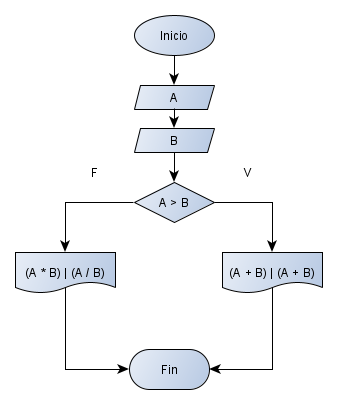 Inicio
A
B
F
V
A > B
(A * B) | (A / B)
(A + B) | (A + B)
Fin